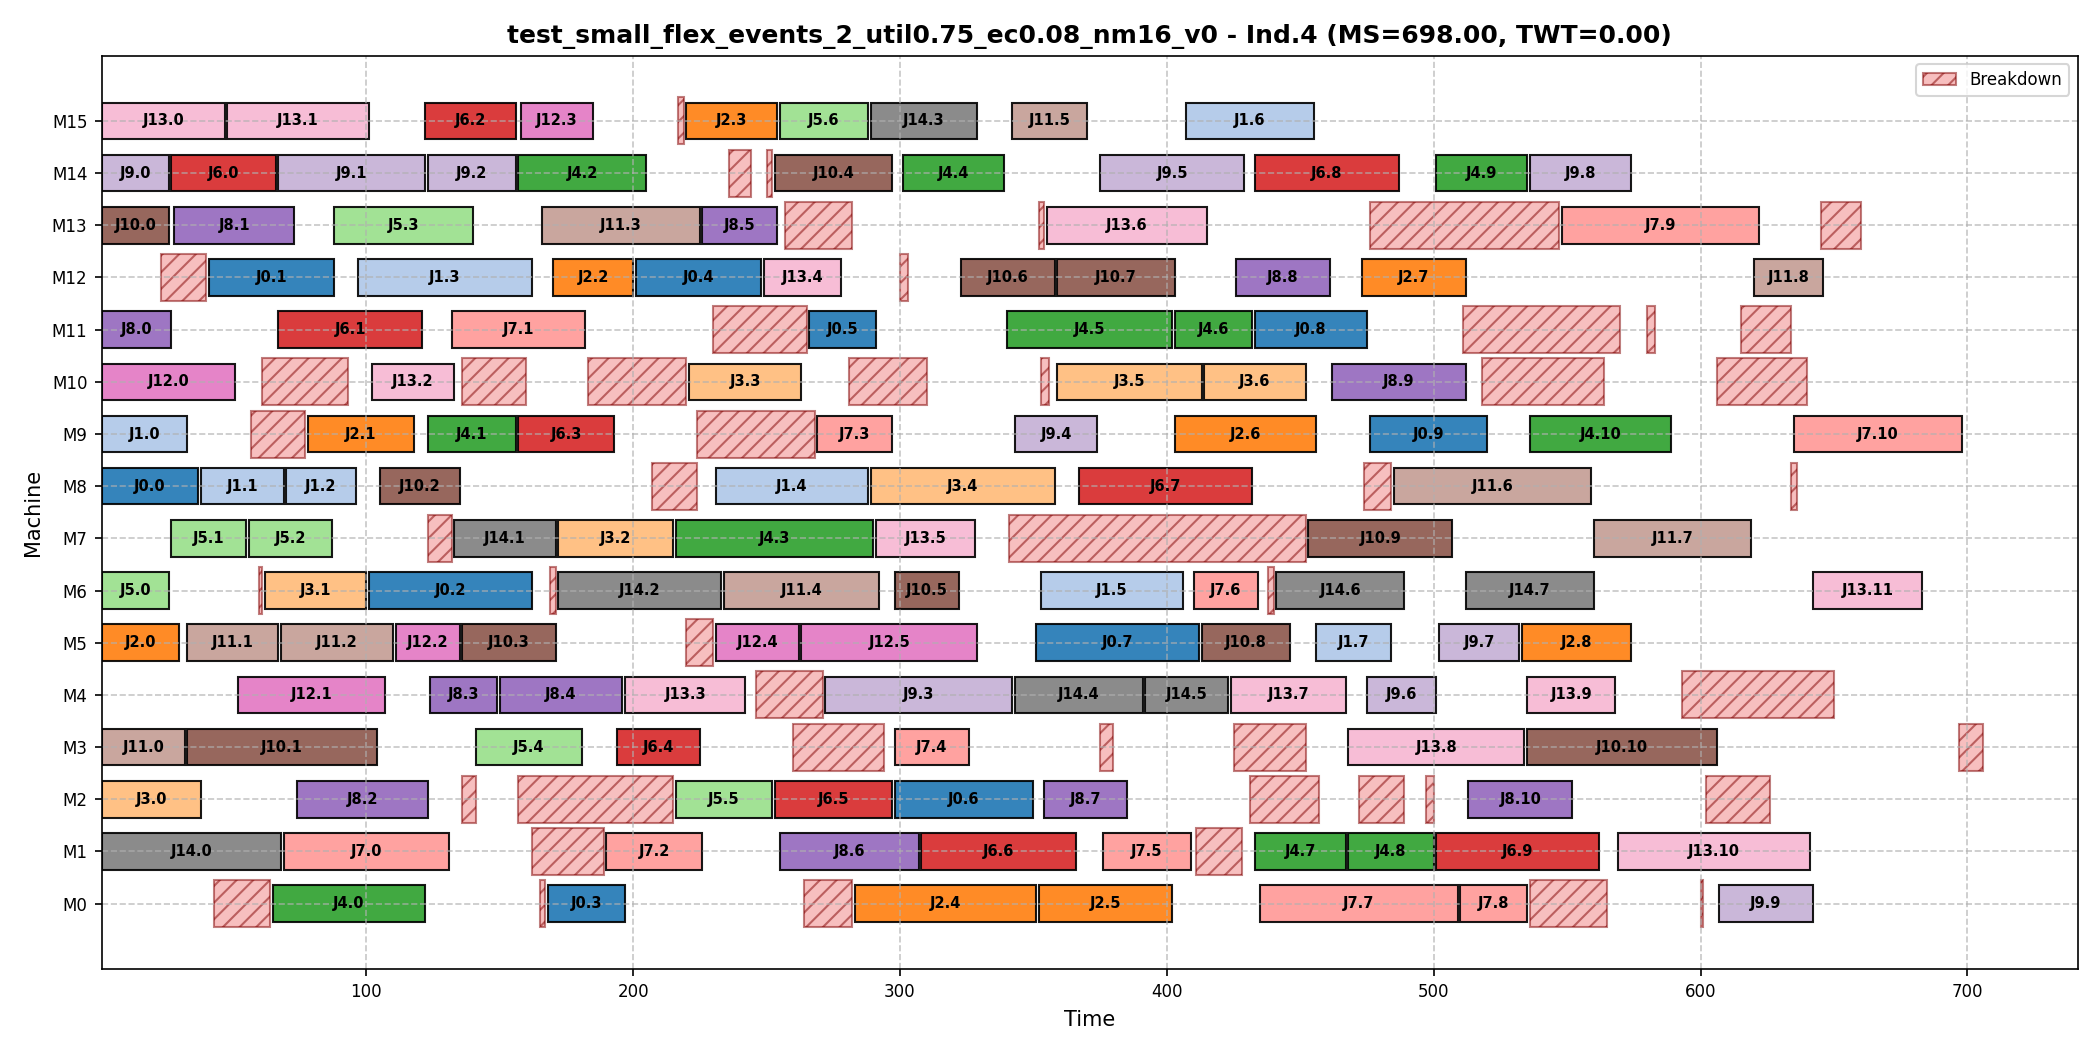 test_small_flex_events_2_util0.75_ec0.08_nm16_v0 - Ind.4 (MS=698.00, TWT=0.00)
Breakdown
M15 J13.0 J13.1 J6.2 J12.3 J2.3 J5.6 J14.3 J11.5 J1.6
M14 J9.0 J6.0 J9.1 J9.2 J4.2 J10.4 J4.4 J9.5 J6.8 J4.9 J9.8
M13 J10.0 J8.1 J5.3 J11.3 J8.5 J13.6 J7.9
M12 J0.1 J1.3 J2.2 J0.4 J13.4 J10.6 J10.7 J8.8 J2.7 J11.8
M11 J8.0 J6.1 J7.1 J0.5 J4.5 J4.6 J0.8
M10 J12.0 J13.2 J3.3 J3.5 J3.6 J8.9
M9 J1.0 J2.1 J4.1 J6.3 J7.3 J9.4 J2.6 J0.9 J4.10 J7.10
M8 J0.0 J1.1 J1.2 J10.2 J1.4 J3.4 J6.7 J11.6
M7 J5.1 J5.2 J14.1 J3.2 J4.3 J13.5 J10.9 J11.7
M6 J5.0 J3.1 J0.2 J14.2 J11.4 J10.5 J1.5 J7.6 J14.6 J14.7 J13.11
M5 J2.0 J11.1 J11.2 J12.2 J10.3 J12.4 J12.5 J0.7 J10.8 J1.7 J9.7 J2.8
M4 J12.1 J8.3 J8.4 J13.3 J9.3 J14.4 J14.5 J13.7 J9.6 J13.9
M3 J11.0 J10.1 J5.4 J6.4 J7.4 J13.8 J10.10
M2 J3.0 J8.2 J5.5 J6.5 J0.6 J8.7 J8.10
M1 J14.0 J7.0 J7.2 J8.6 J6.6 J7.5 J4.7 J4.8 J6.9 J13.10
M0 J4.0 J0.3 J2.4 J2.5 J7.7 J7.8 J9.9
100 200 300 400 500 600 700
Time
Machine